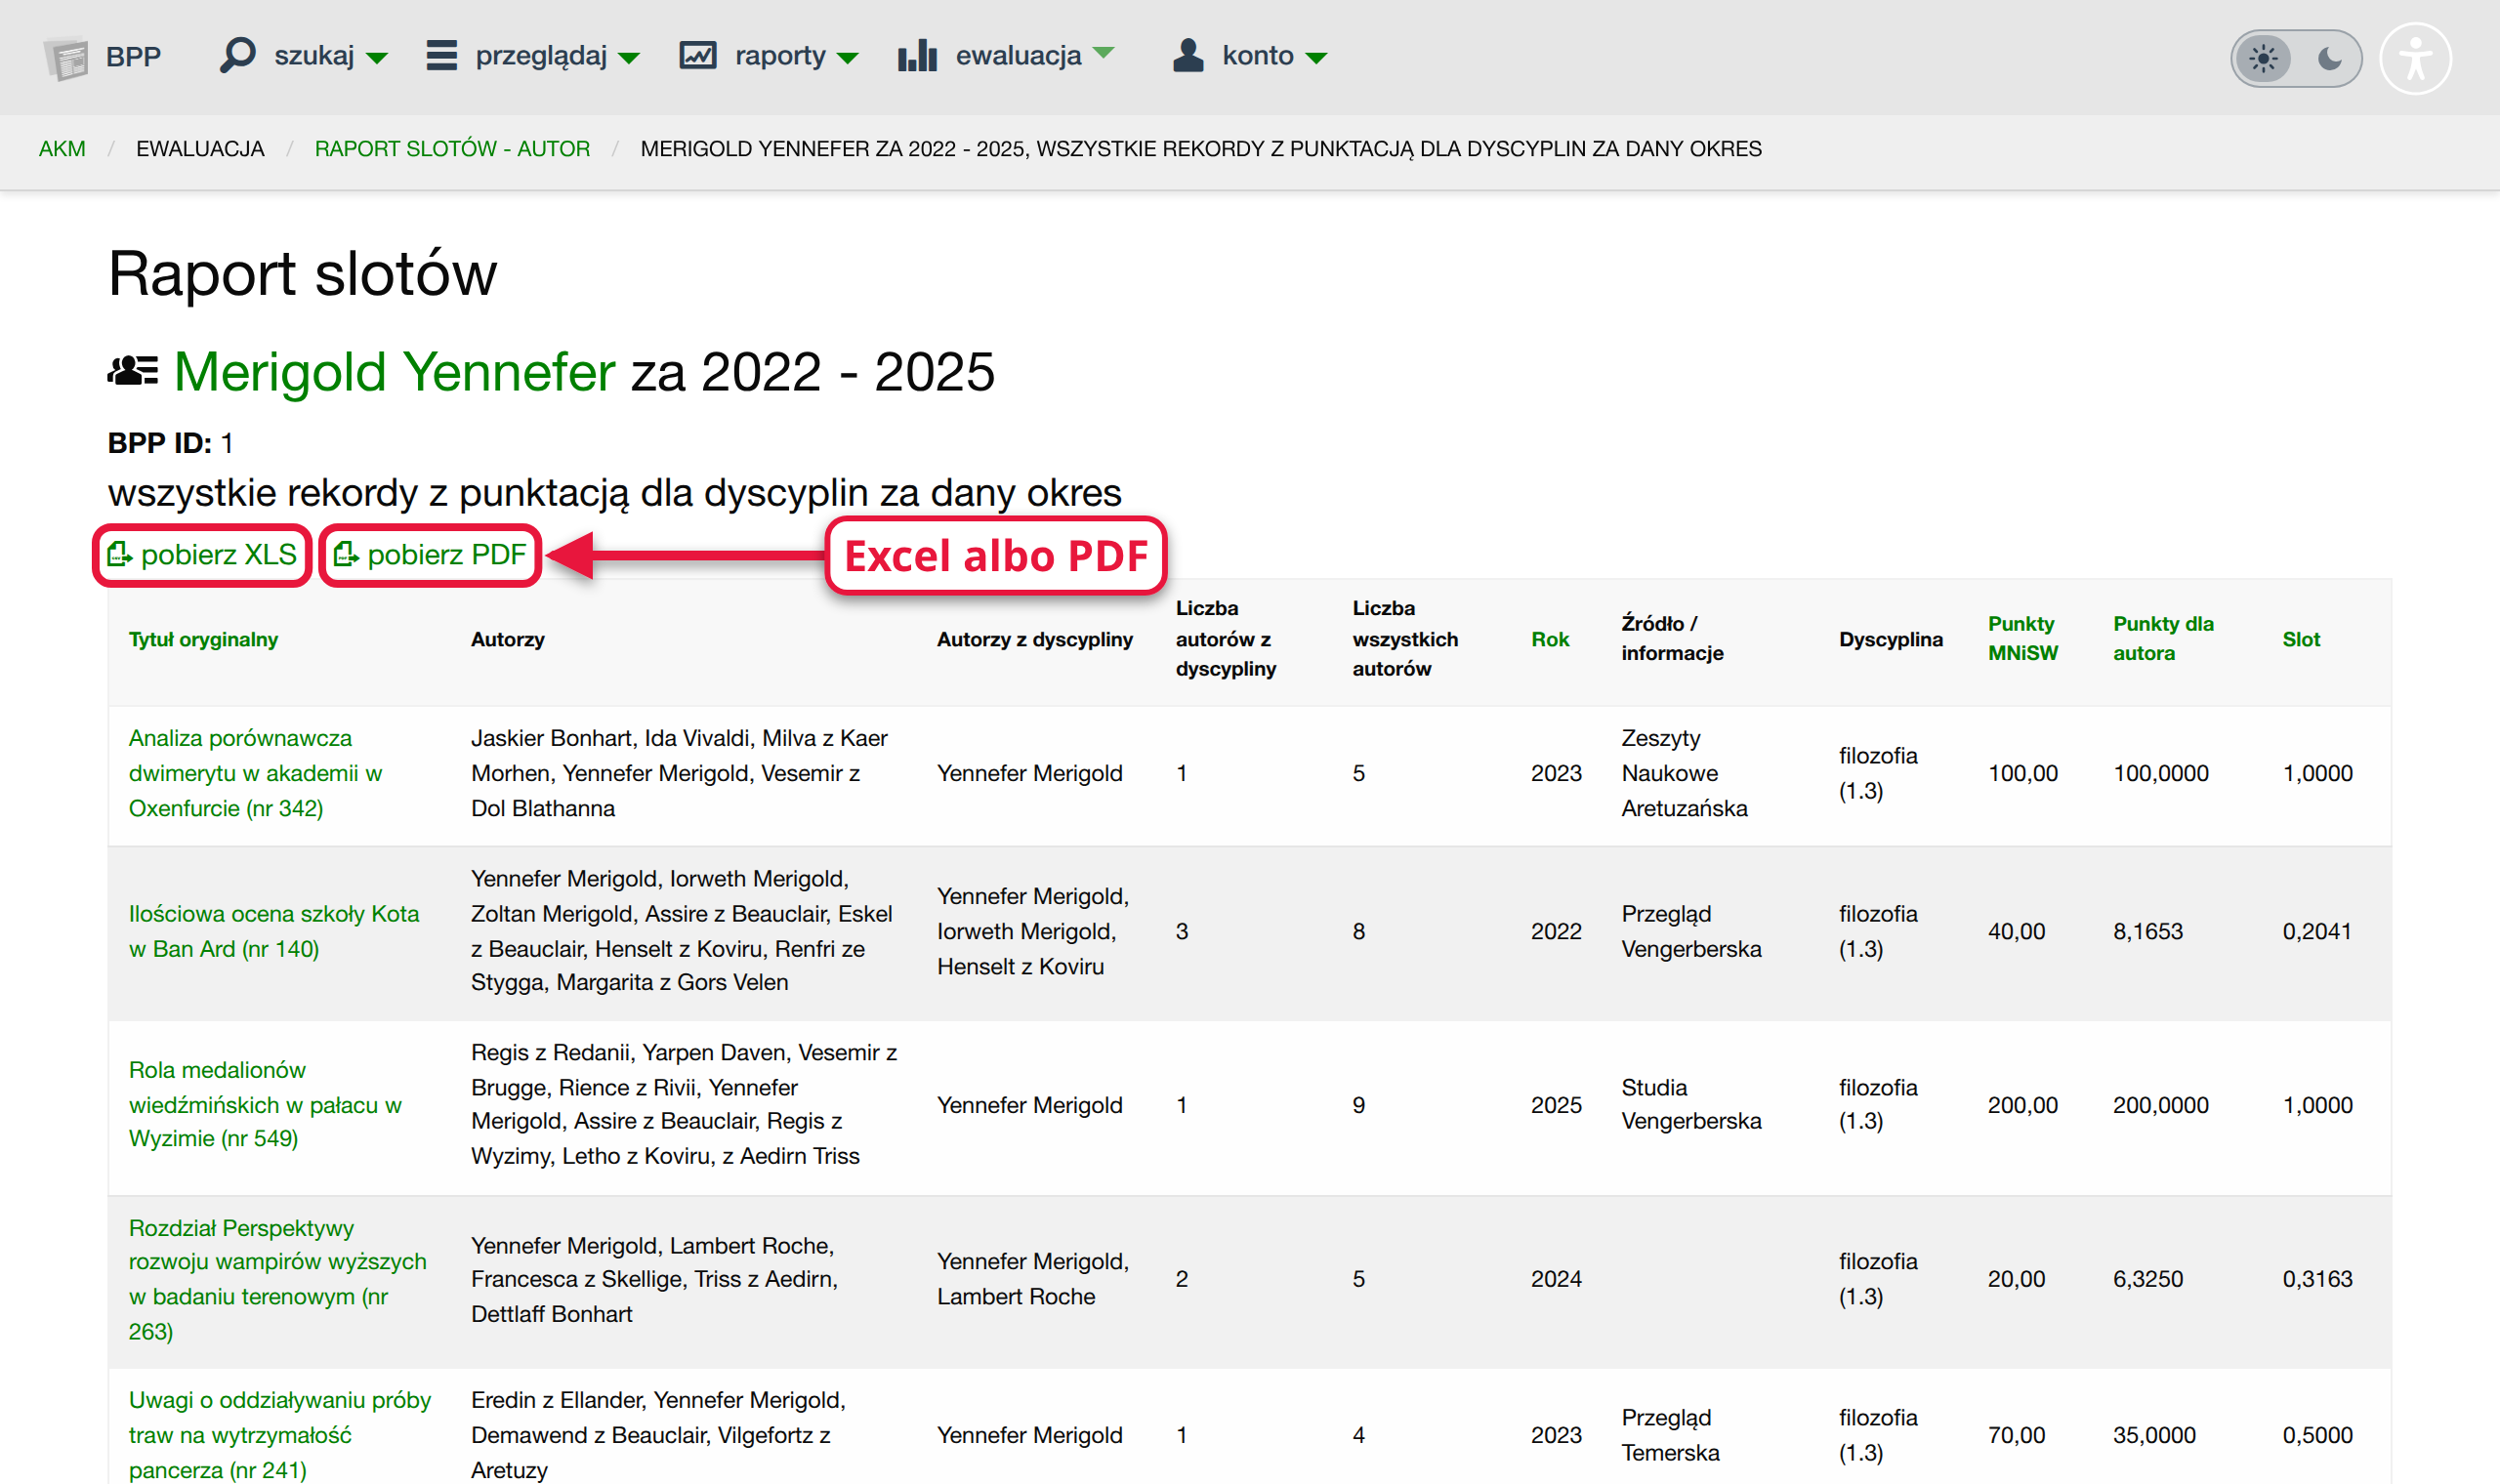 BPP szukaj przeglądaj raporty ewaluacja konto
AKM / EWALUACJA / RAPORT SLOTÓW - AUTOR / MERIGOLD YENNEFER ZA 2022 - 2025, WSZYSTKIE REKORDY Z PUNKTACJĄ DLA DYSCYPLIN ZA DANY OKRES
Raport slotów
Merigold Yennefer za 2022 - 2025
BPP ID: 1
wszystkie rekordy z punktacją dla dyscyplin za dany okres
pobierz XLS pobierz PDF Excel albo PDF
Tytuł oryginalny
Autorzy
Autorzy z dyscypliny
Liczba
autorów z
dyscypliny
Liczba
wszystkich
autorów
Rok
Źródło /
informacje
Dyscyplina
Punkty
MNiSW
Punkty dla
autora
Slot
Analiza porównawcza
dwimerytu w akademii w
Oxenfurcie (nr 342)
Jaskier Bonhart, Ida Vivaldi, Milva z Kaer
Morhen, Yennefer Merigold, Vesemir z
Dol Blathanna
Yennefer Merigold
1
5
2023
Zeszyty
Naukowe
Aretuzańska
filozofia
(1.3)
100,00
100,0000
1,0000
Ilościowa ocena szkoły Kota
w Ban Ard (nr 140)
Yennefer Merigold, Iorweth Merigold,
Zoltan Merigold, Assire z Beauclair, Eskel
z Beauclair, Henselt z Koviru, Renfri ze
Stygga, Margarita z Gors Velen
Yennefer Merigold,
Iorweth Merigold,
Henselt z Koviru
3
8
2022
Przegląd
Vengerberska
filozofia
(1.3)
40,00
8,1653
0,2041
Rola medalionów
wiedźmińskich w pałacu w
Wyzimie (nr 549)
Regis z Redanii, Yarpen Daven, Vesemir z
Brugge, Rience z Rivii, Yennefer
Merigold, Assire z Beauclair, Regis z
Wyzimy, Letho z Koviru, z Aedirn Triss
Yennefer Merigold
1
9
2025
Studia
Vengerberska
filozofia
(1.3)
200,00
200,0000
1,0000
Rozdział Perspektywy
rozwoju wampirów wyższych
w badaniu terenowym (nr
263)
Yennefer Merigold, Lambert Roche,
Francesca z Skellige, Triss z Aedirn,
Dettlaff Bonhart
Yennefer Merigold,
Lambert Roche
2
5
2024
filozofia
(1.3)
20,00
6,3250
0,3163
Uwagi o oddziaływaniu próby
traw na wytrzymałość
pancerza (nr 241)
Eredin z Ellander, Yennefer Merigold,
Demawend z Beauclair, Vilgefortz z
Aretuzy
Yennefer Merigold
1
4
2023
Przegląd
Temerska
filozofia
(1.3)
70,00
35,0000
0,5000